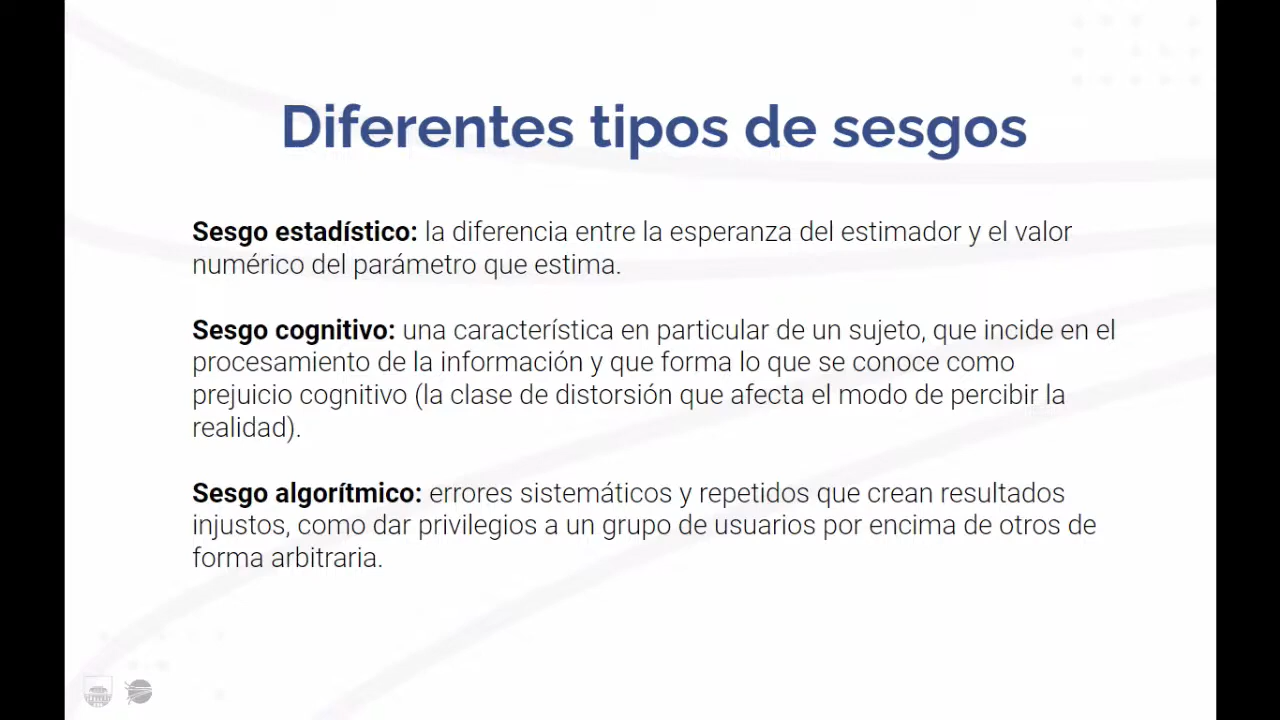 Diferentes tipos de sesgos
Sesgo estadístico: la diferencia entre la esperanza del estimador y el valor
numérico del parámetro que estima.
Sesgo cognitivo: una característica en particular de un sujeto, que incide en el
procesamiento de la información y que forma lo que se conoce como
prejuicio cognitivo (la clase de distorsión que afecta el modo de percibir la
realidad).
Sesgo algorítmico: errores sistemáticos y repetidos que crean resultados
injustos, como dar privilegios a un grupo de usuarios por encima de otros de
forma arbitraria.